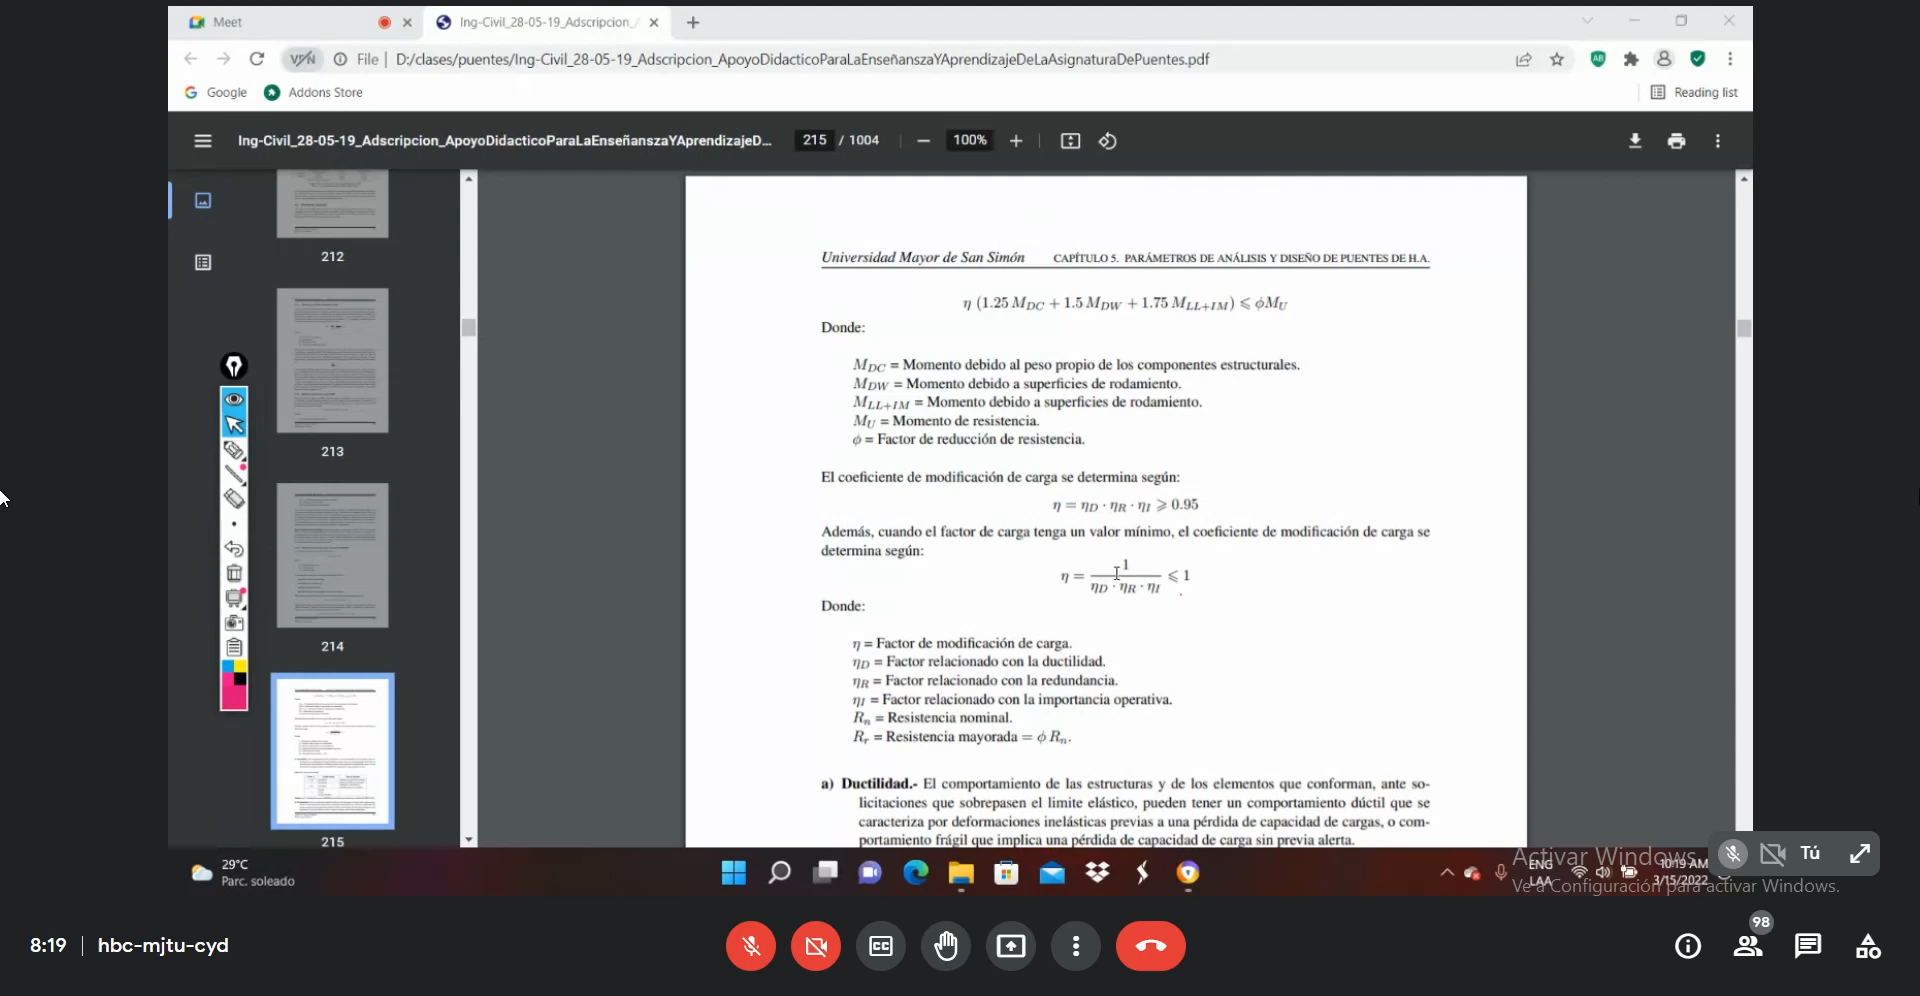 Meet
Ing-Civil_28-05-19_Adscripcion_
VPN
File | D:/clases/puentes/Ing-Civil_28-05-19_Adscripcion_ApoyoDidacticoParaLaEnseñanszaYAprendizajeDeLaAsignaturaDePuentes.pdf
Google
Addons Store
Reading list
Ing-Civil_28-05-19_Adscripcion_ApoyoDidacticoParaLaEnseñanszaYAprendizajeD...
215 / 1004
100%
212
213
214
215
Universidad Mayor de San Simón CAPÍTULO 5. PARÁMETROS DE ANÁLISIS Y DISEÑO DE PUENTES DE H.A.
η (1.25 M_DC + 1.5 M_DW + 1.75 M_LL+IM) ⩽ ϕM_U
Donde:
M_DC = Momento debido al peso propio de los componentes estructurales.
M_DW = Momento debido a superficies de rodamiento.
M_LL+IM = Momento debido a superficies de rodamiento.
M_U = Momento de resistencia.
ϕ = Factor de reducción de resistencia.
El coeficiente de modificación de carga se determina según:
η = η_D · η_R · η_I ⩾ 0.95
Además, cuando el factor de carga tenga un valor mínimo, el coeficiente de modificación de carga se
determina según:
η = 1 / (η_D · η_R · η_I) ⩽ 1
Donde:
η = Factor de modificación de carga.
η_D = Factor relacionado con la ductilidad.
η_R = Factor relacionado con la redundancia.
η_I = Factor relacionado con la importancia operativa.
R_n = Resistencia nominal.
R_r = Resistencia mayorada = ϕ R_n.
a) Ductilidad.- El comportamiento de las estructuras y de los elementos que conforman, ante so-
licitaciones que sobrepasen el limite elástico, pueden tener un comportamiento dúctil que se
caracteriza por deformaciones inelásticas previas a una pérdida de capacidad de cargas, o com-
portamiento frágil que implica una pérdida de capacidad de carga sin previa alerta.
29°C
Parc. soleado
ENG
LAA
10:19 AM
3/15/2022
Activar Windows
Ve a Configuración para activar Windows.
Tú
8:19 | hbc-mjtu-cyd
CC
98